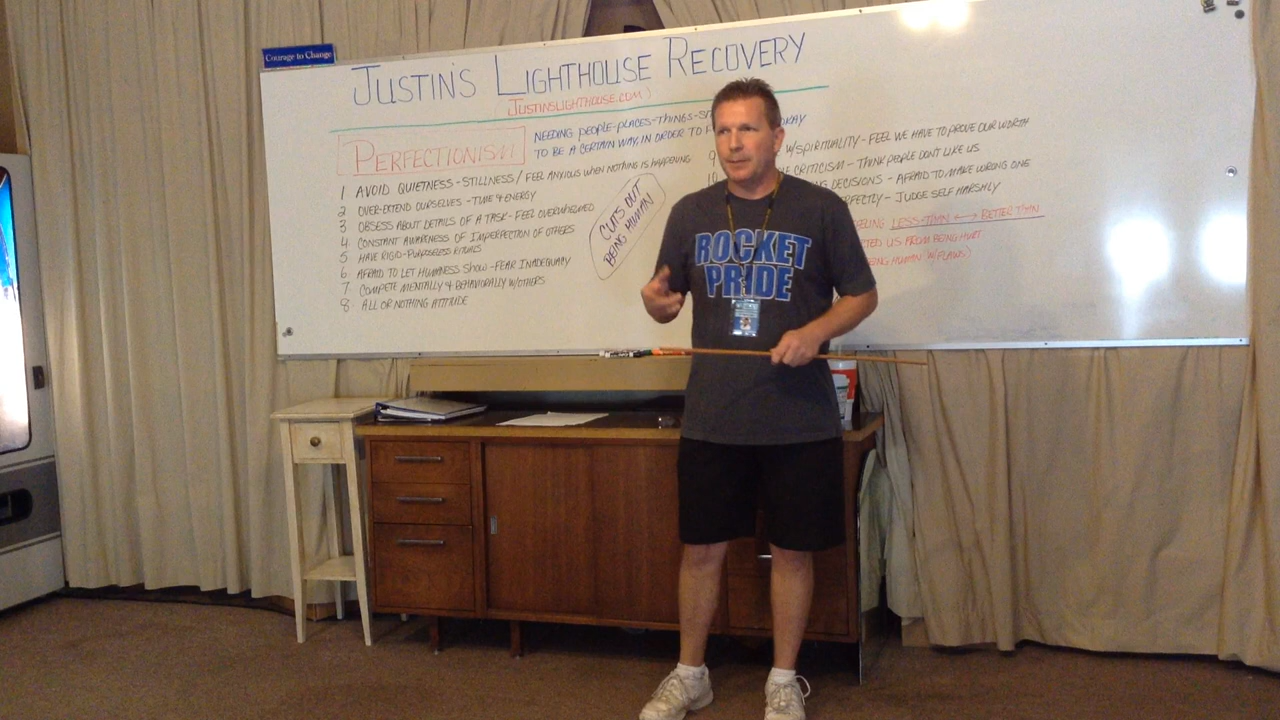 Courage to Change
JUSTIN'S LIGHTHOUSE RECOVERY
(JUSTINSLIGHTHOUSE.COM)
PERFECTIONISM
NEEDING PEOPLE-PLACES-THINGS- OKAY
TO BE A CERTAIN WAY, IN ORDER TO
1 AVOID QUIETNESS-STILLNESS/FEEL ANXIOUS WHEN NOTHING IS HAPPENING
2 OVER-EXTEND OURSELVES-TIME & ENERGY
3 OBSESS ABOUT DETAILS OF A TASK-FEEL OVERWHELMED
4 CONSTANT AWARENESS OF IMPERFECTION OF OTHERS
5 HAVE RIGID-PURPOSELESS RITUALS
6 AFRAID TO LET HUMANESS SHOW-FEAR INADEQUACY
7 COMPETE MENTALLY & BEHAVIORALLY W/OTHERS
8 ALL OR NOTHING ATTITUDE
CUTS OUT
BEING HUMAN
9 W/SPIRITUALITY-FEEL WE HAVE TO PROVE OUR WORTH
10 CRITICISM-THINK PEOPLE DON'T LIKE US
DECISIONS-AFRAID TO MAKE WRONG ONE
JUDGE SELF HARSHLY
LESS-THAN ⟷ BETTER THAN
US FROM BEING HURT
BEING HUMAN W/FLAWS)
ROCKET
PRIDE